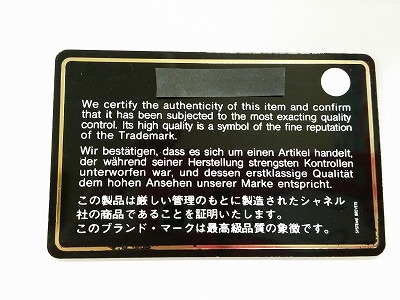 We certify the authenticity of this item and confirm
that it has been subjected to the most exacting quality
control. Its high quality is a symbol of the fine reputation
of the Trademark.
Wir bestätigen, dass es sich um einen Artikel handelt,
der während seiner Herstellung strengsten Kontrollen
unterworfen war, und dessen erstklassige Qualität
dem hohen Ansehen unserer Marke entspricht.
この製品は厳しい管理のもとに製造されたシャネル
社の商品であることを証明いたします。
このブランド・マークは最高級品質の象徴です。